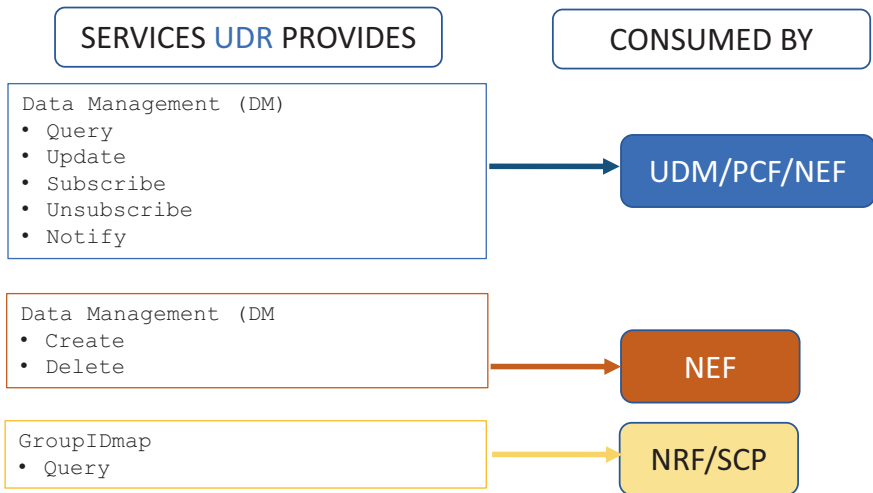 SERVICES UDR PROVIDES
CONSUMED BY
Data Management (DM)
• Query
• Update
• Subscribe
• Unsubscribe
• Notify
UDM/PCF/NEF
Data Management (DM
• Create
• Delete
NEF
GroupIDmap
• Query
NRF/SCP